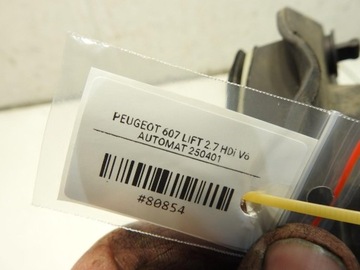 PEUGEOT 607 LIFT 2.7 HDi V6
AUTOMAT 250401
#80854